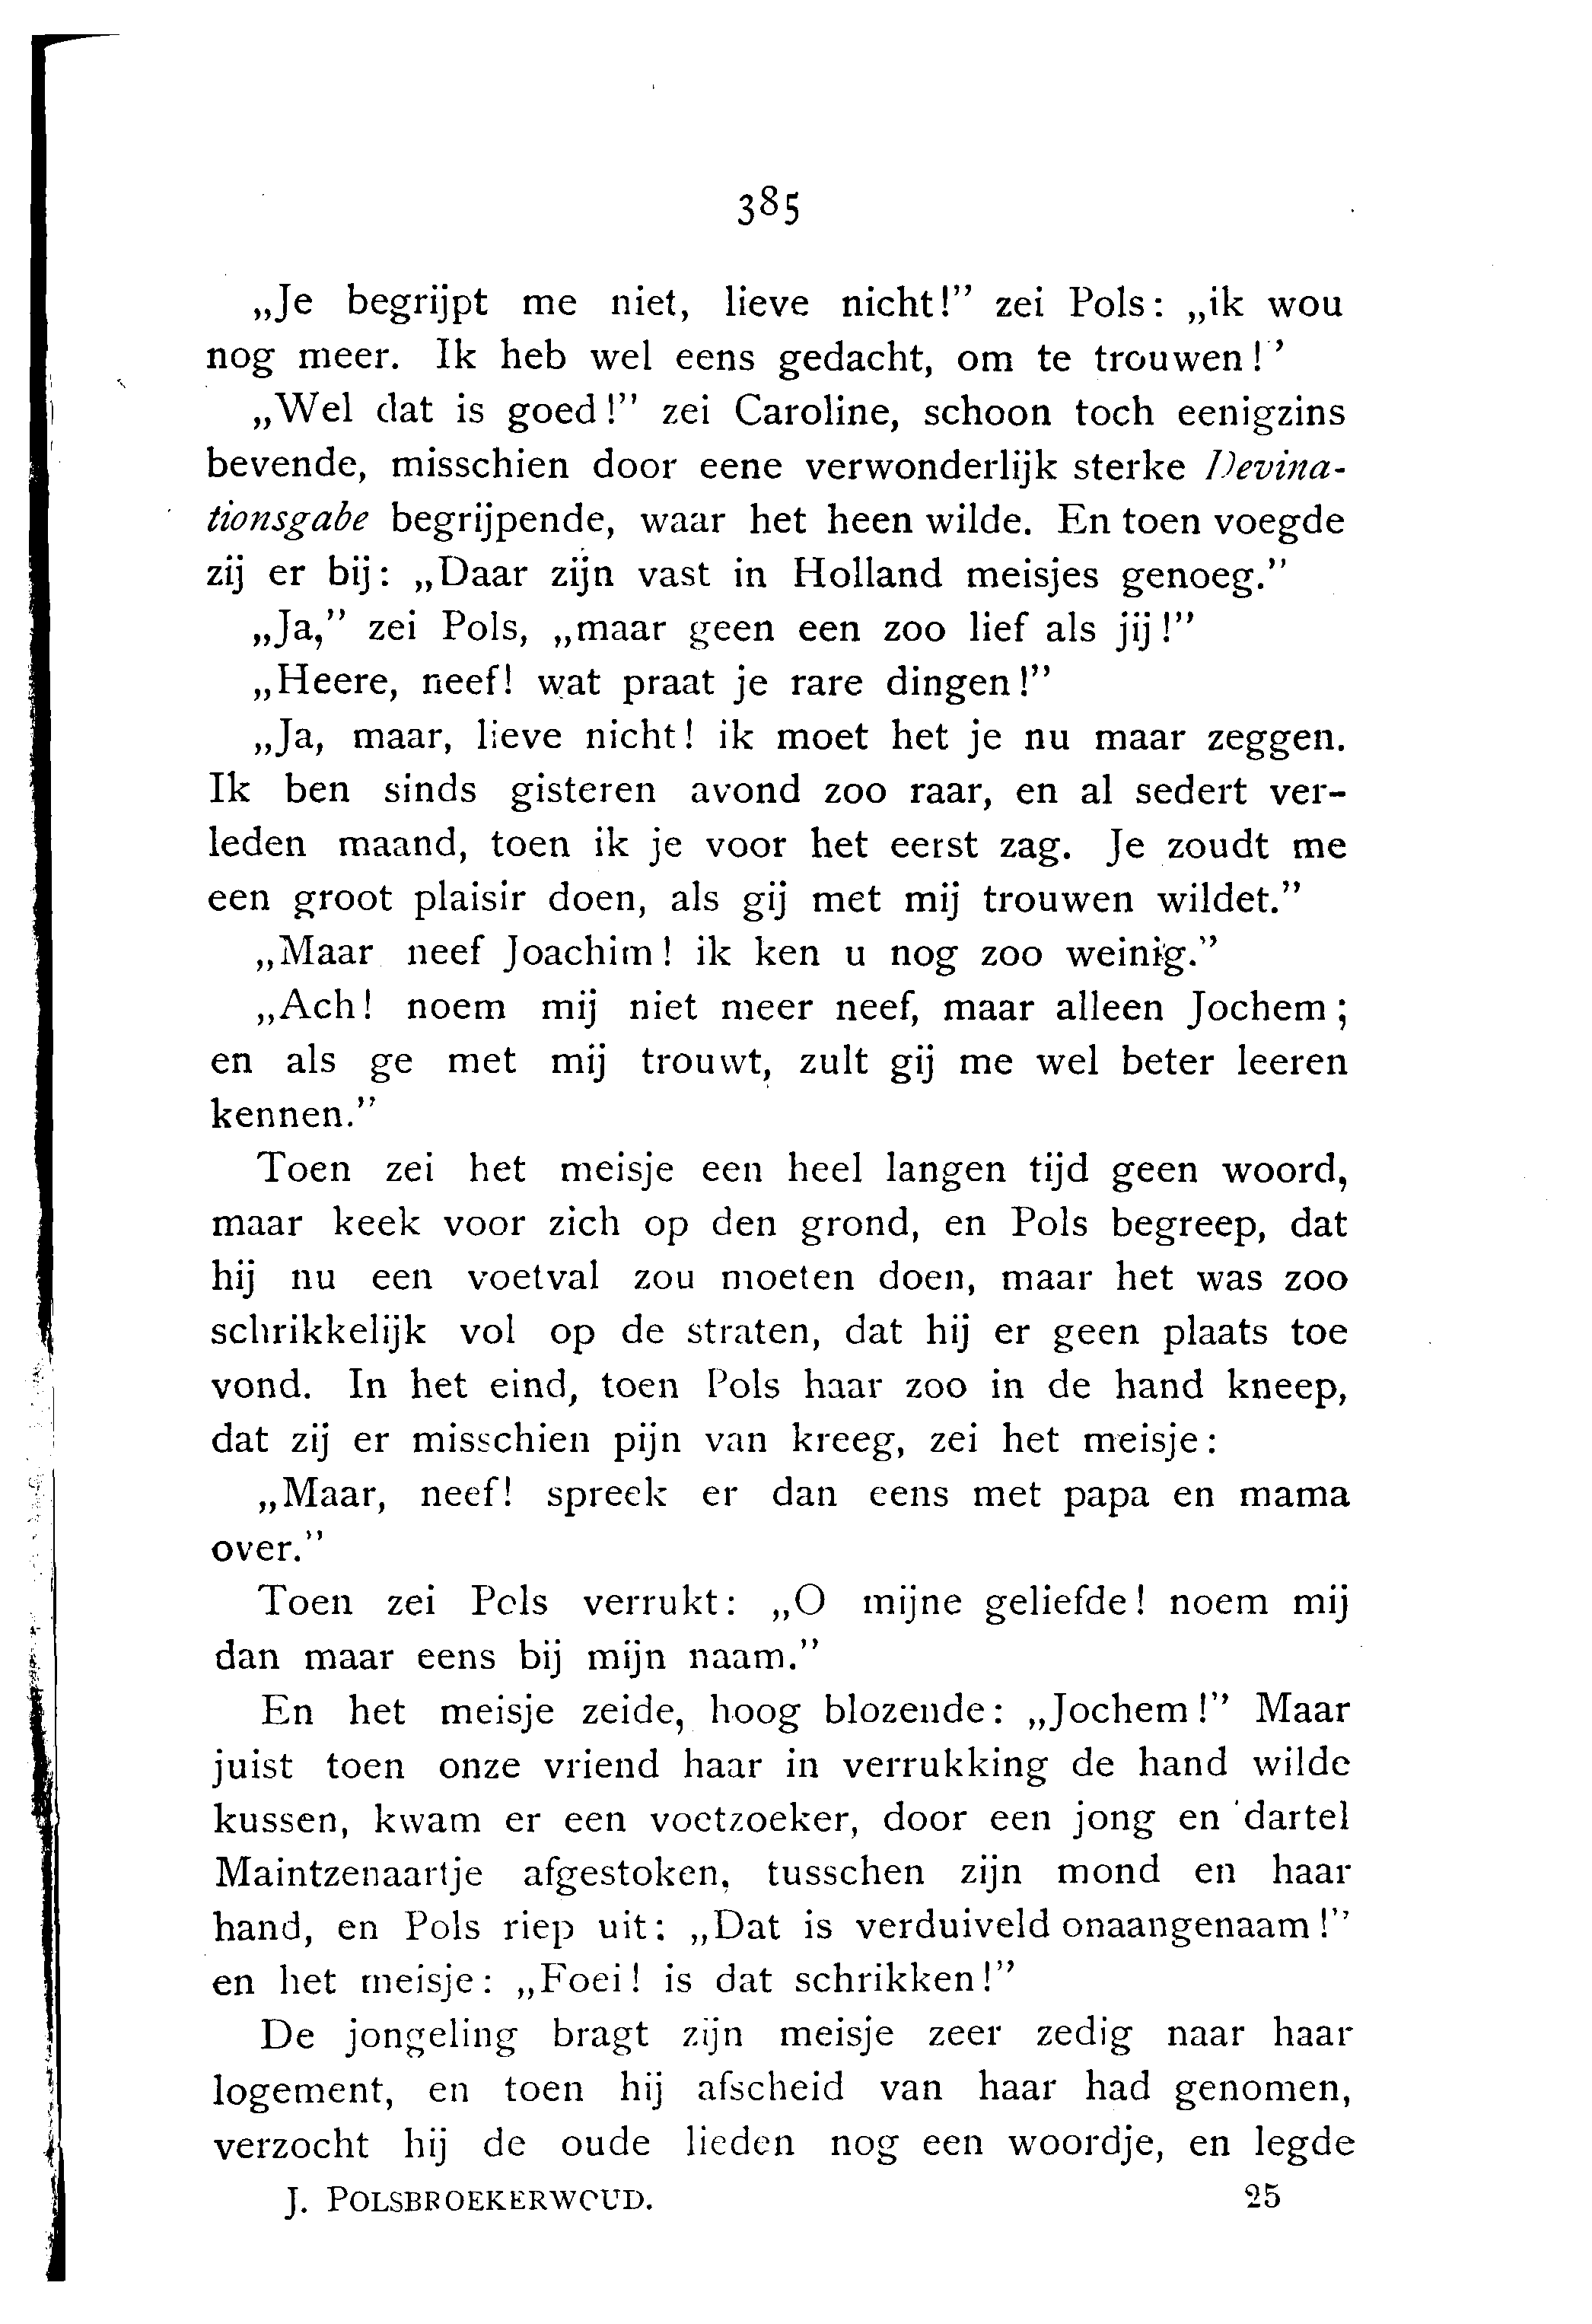 385
„Je begrijpt me niet, lieve nicht!” zei Pols: „ik wou
nog meer. Ik heb wel eens gedacht, om te trouwen!”
„Wel dat is goed!” zei Caroline, schoon toch eenigzins
bevende, misschien door eene verwonderlijk sterke Devina-
tionsgabe begrijpende, waar het heen wilde. En toen voegde
zij er bij: „Daar zijn vast in Holland meisjes genoeg.”
„Ja,” zei Pols, „maar geen een zoo lief als jij!”
„Heere, neef! wat praat je rare dingen!”
„Ja, maar, lieve nicht! ik moet het je nu maar zeggen.
Ik ben sinds gisteren avond zoo raar, en al sedert ver-
leden maand, toen ik je voor het eerst zag. Je zoudt me
een groot plaisir doen, als gij met mij trouwen wildet.”
„Maar neef Joachim! ik ken u nog zoo weinig.”
„Ach! noem mij niet meer neef, maar alleen Jochem;
en als ge met mij trouwt, zult gij me wel beter leeren
kennen.”
Toen zei het meisje een heel langen tijd geen woord,
maar keek voor zich op den grond, en Pols begreep, dat
hij nu een voetval zou moeten doen, maar het was zoo
schrikkelijk vol op de straten, dat hij er geen plaats toe
vond. In het eind, toen Pols haar zoo in de hand kneep,
dat zij er misschien pijn van kreeg, zei het meisje:
„Maar, neef! spreek er dan eens met papa en mama
over.”
Toen zei Pols verrukt: „O mijne geliefde! noem mij
dan maar eens bij mijn naam.”
En het meisje zeide, hoog blozende: „Jochem!” Maar
juist toen onze vriend haar in verrukking de hand wilde
kussen, kwam er een voetzoeker, door een jong en dartel
Maintzenaartje afgestoken, tusschen zijn mond en haar
hand, en Pols riep uit: „Dat is verduiveld onaangenaam!”
en het meisje: „Foei! is dat schrikken!”
De jongeling bragt zijn meisje zeer zedig naar haar
logement, en toen hij afscheid van haar had genomen,
verzocht hij de oude lieden nog een woordje, en legde
J. POLSBROEKERWOUD. 25